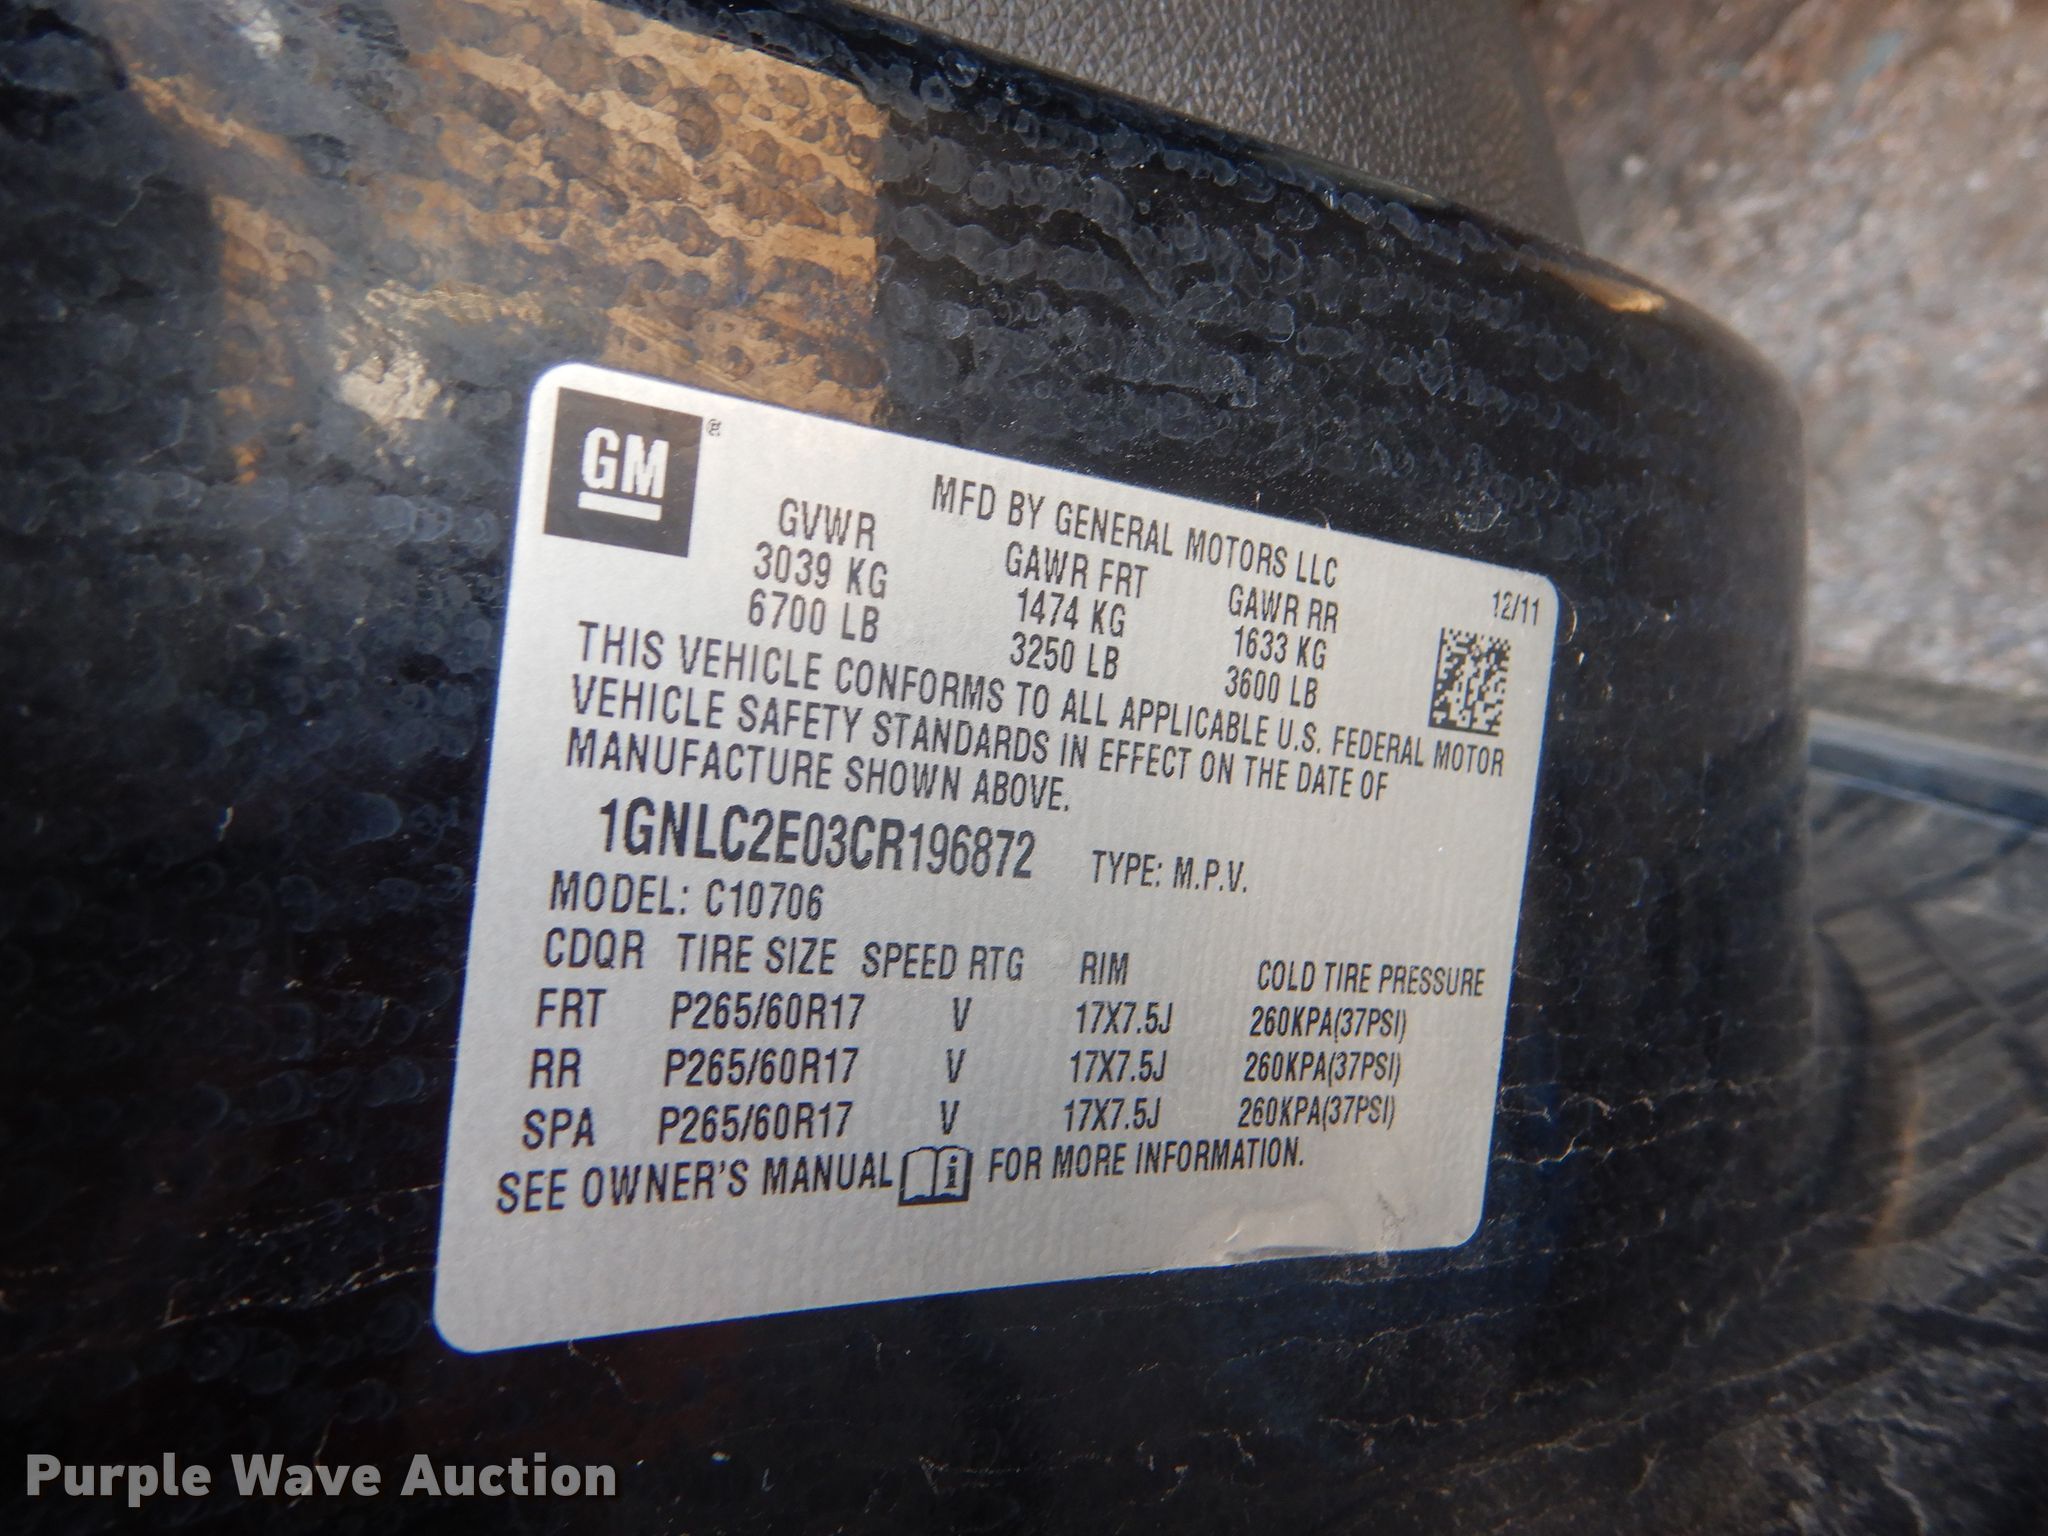 GM ®
MFD BY GENERAL MOTORS LLC
12/11
GVWR GAWR FRT GAWR RR
3039 KG 1474 KG 1633 KG
6700 LB 3250 LB 3600 LB
THIS VEHICLE CONFORMS TO ALL APPLICABLE U.S. FEDERAL MOTOR
VEHICLE SAFETY STANDARDS IN EFFECT ON THE DATE OF
MANUFACTURE SHOWN ABOVE.
1GNLC2E03CR196872 TYPE: M.P.V.
MODEL: C10706
CDQR TIRE SIZE SPEED RTG RIM COLD TIRE PRESSURE
FRT P265/60R17 V 17X7.5J 260KPA(37PSI)
RR P265/60R17 V 17X7.5J 260KPA(37PSI)
SPA P265/60R17 V 17X7.5J 260KPA(37PSI)
SEE OWNER'S MANUAL i FOR MORE INFORMATION.
Purple Wave Auction